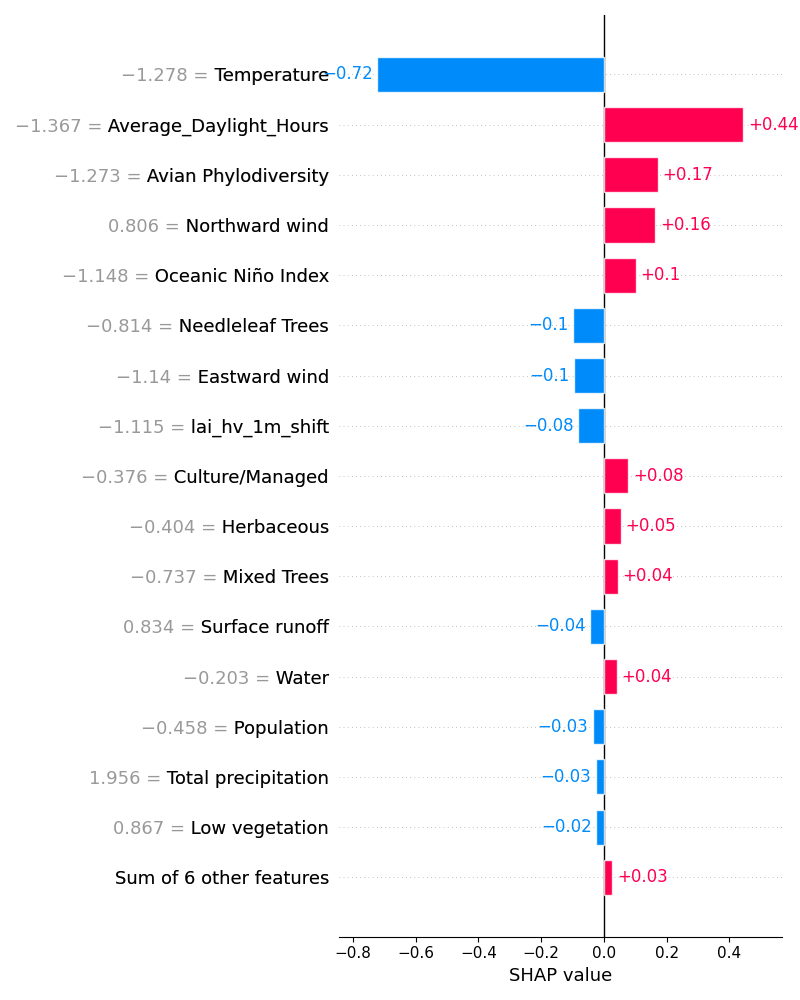 −1.278 = Temperature −0.72
−1.367 = Average_Daylight_Hours +0.44
−1.273 = Avian Phylodiversity +0.17
0.806 = Northward wind +0.16
−1.148 = Oceanic Niño Index +0.1
−0.814 = Needleleaf Trees −0.1
−1.14 = Eastward wind −0.1
−1.115 = lai_hv_1m_shift −0.08
−0.376 = Culture/Managed +0.08
−0.404 = Herbaceous +0.05
−0.737 = Mixed Trees +0.04
0.834 = Surface runoff −0.04
−0.203 = Water +0.04
−0.458 = Population −0.03
1.956 = Total precipitation −0.03
0.867 = Low vegetation −0.02
Sum of 6 other features +0.03
−0.8 −0.6 −0.4 −0.2 0.0 0.2 0.4
SHAP value